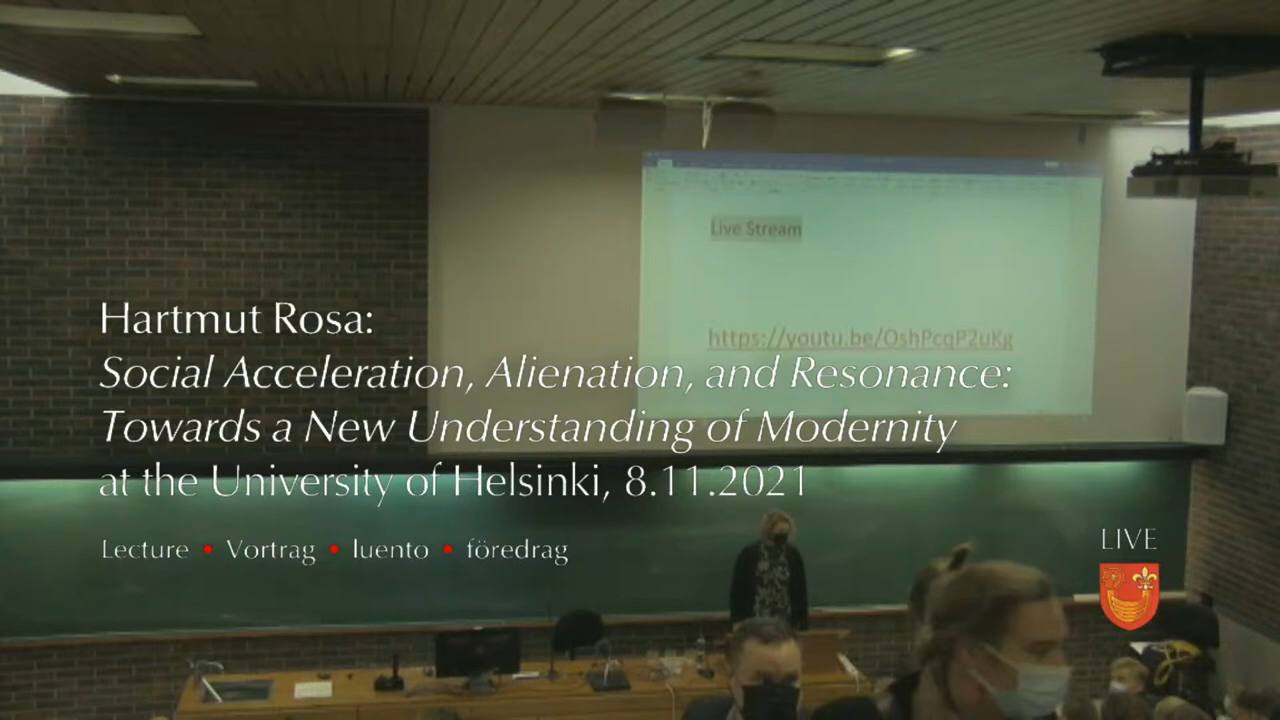 Live Stream
https://youtu.be/OshPcqP2uKg
Hartmut Rosa:
Social Acceleration, Alienation, and Resonance:
Towards a New Understanding of Modernity
at the University of Helsinki, 8.11.2021
Lecture • Vortrag • luento • föredrag
LIVE